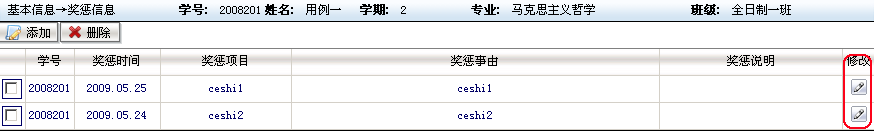 基本信息→奖惩信息 学号: 2008201 姓名: 用例一 学期: 2 专业: 马克思主义哲学 班级: 全日制一班
添加 删除
学号 奖惩时间 奖惩项目 奖惩事由 奖惩说明 修改
2008201 2009.05.25 ceshi1 ceshi1
2008201 2009.05.24 ceshi2 ceshi2